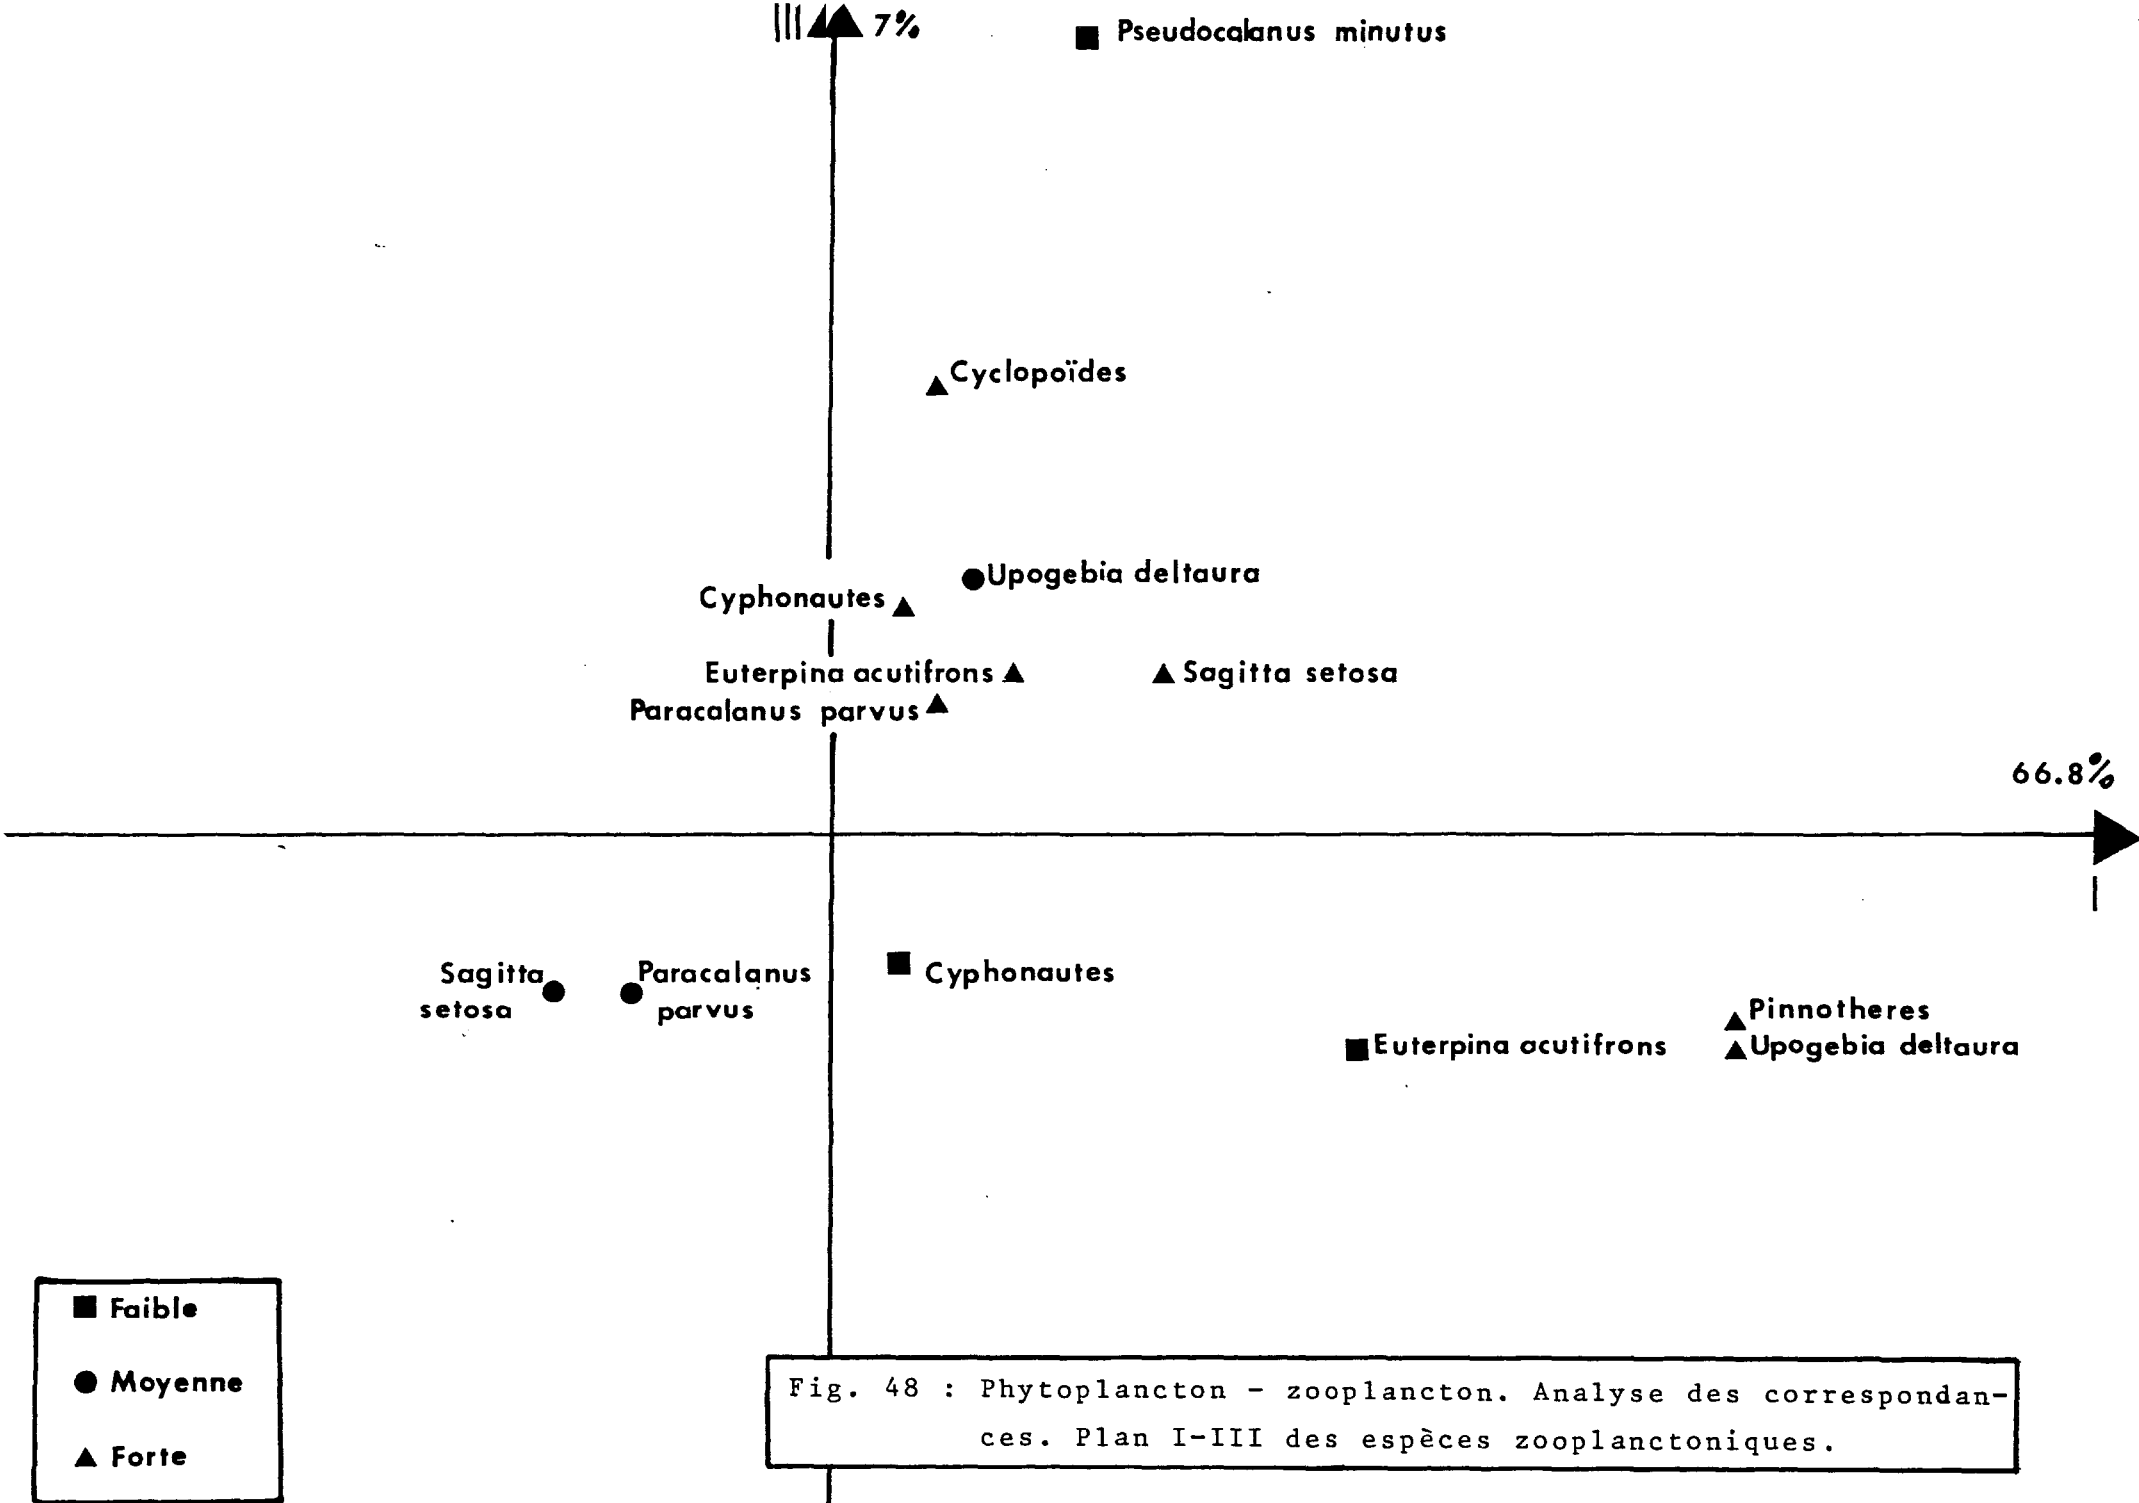 III 7%
Pseudocalanus minutus
Cyclopoïdes
Upogebia deltaura
Cyphonautes
Euterpina acutifrons
Sagitta setosa
Paracalanus parvus
66.8%
I
Sagitta
setosa
Paracalanus
parvus
Cyphonautes
Pinnotheres
Euterpina acutifrons
Upogebia deltaura
Faible
Moyenne
Forte
Fig. 48 : Phytoplancton - zooplancton. Analyse des correspondan-
ces. Plan I-III des espèces zooplanctoniques.